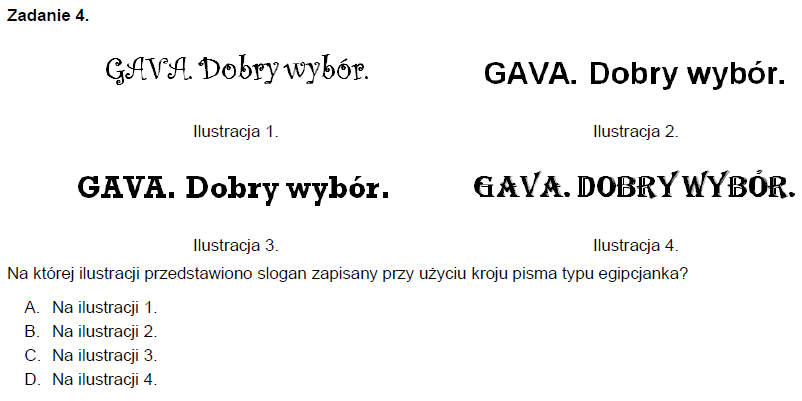 Zadanie 4.
GAVA. Dobry wybór.
GAVA. Dobry wybór.
Ilustracja 1.
Ilustracja 2.
GAVA. Dobry wybór.
GAVA. DOBRY WYBÓR.
Ilustracja 3.
Ilustracja 4.
Na której ilustracji przedstawiono slogan zapisany przy użyciu kroju pisma typu egipcjanka?
A. Na ilustracji 1.
B. Na ilustracji 2.
C. Na ilustracji 3.
D. Na ilustracji 4.